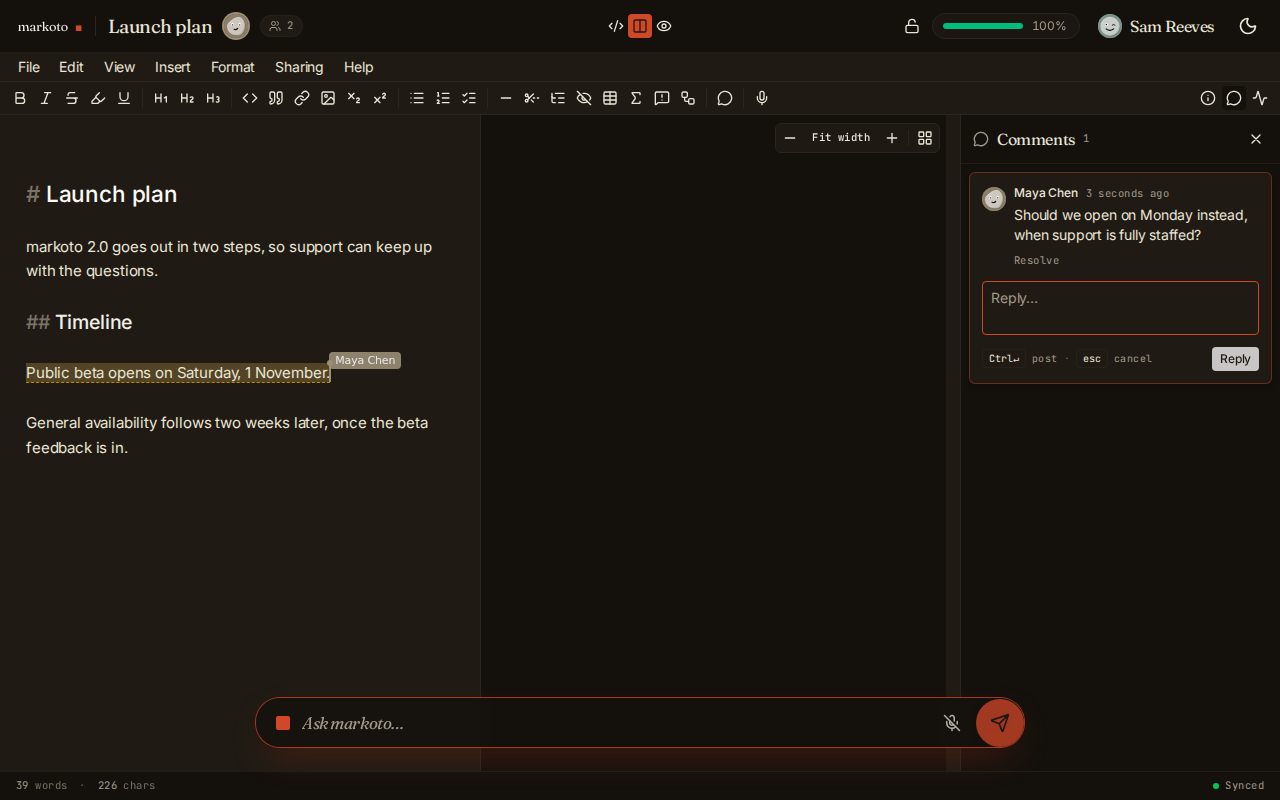 markoto
Launch plan
2
100%
Sam Reeves
File Edit View Insert Format Sharing Help
H1 H2 H3
x2 x2
Fit width
Comments 1
# Launch plan
markoto 2.0 goes out in two steps, so support can keep up
with the questions.
## Timeline
Maya Chen
Public beta opens on Saturday, 1 November.
General availability follows two weeks later, once the beta
feedback is in.
Maya Chen 3 seconds ago
Should we open on Monday instead,
when support is fully staffed?
Resolve
Reply...
Ctrl↵ post · esc cancel
Reply
Ask markoto...
39 words · 226 chars
Synced